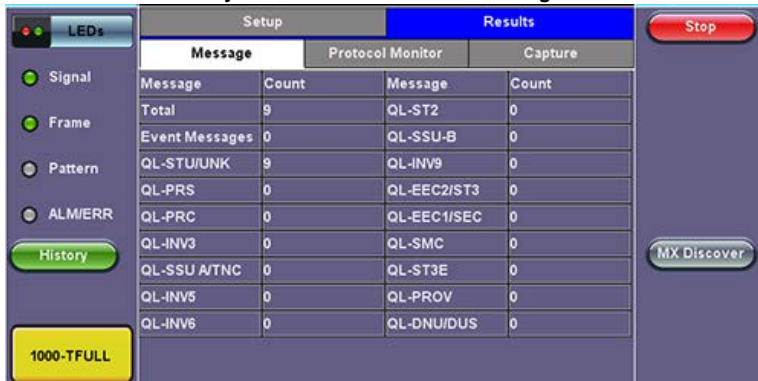 LEDs
Setup
Results
Stop
Message
Protocol Monitor
Capture
Signal
Frame
Pattern
ALM/ERR
History
1000-TFULL
Message Count Message Count
Total 9 QL-ST2 0
Event Messages 0 QL-SSU-B 0
QL-STU/UNK 9 QL-INV9 0
QL-PRS 0 QL-EEC2/ST3 0
QL-PRC 0 QL-EEC1/SEC 0
QL-INV3 0 QL-SMC 0
QL-SSU A/TNC 0 QL-ST3E 0
QL-INV5 0 QL-PROV 0
QL-INV6 0 QL-DNU/DUS 0
MX Discover